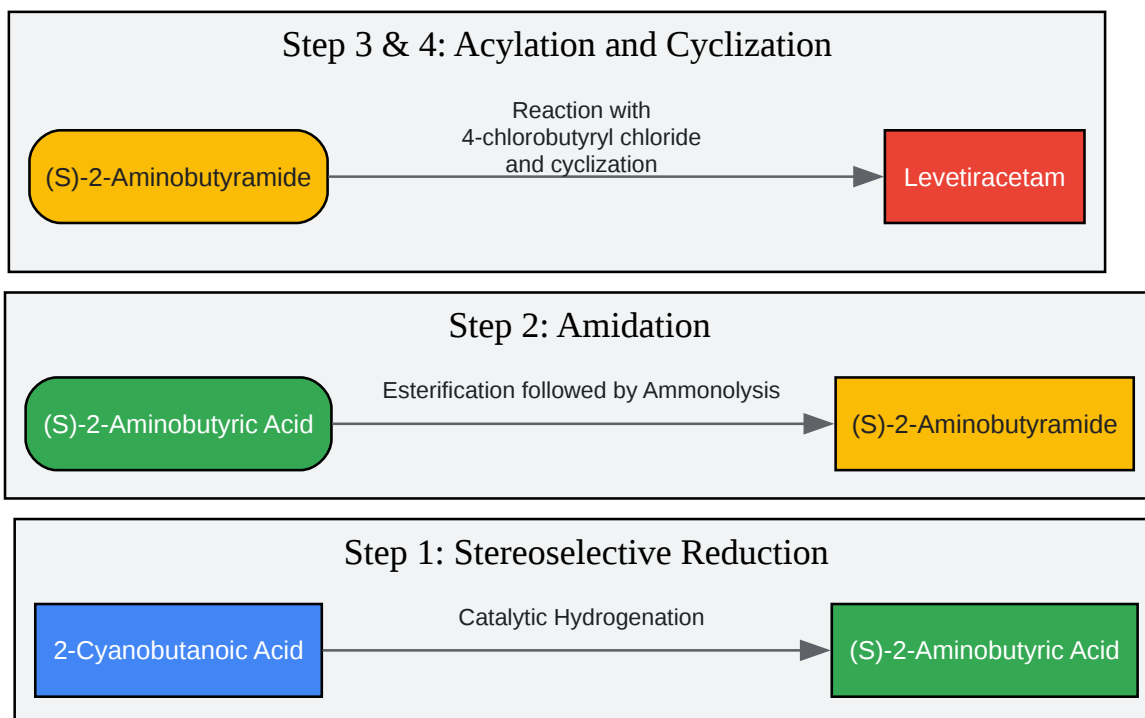 Step 3 & 4: Acylation and Cyclization
Reaction with
4-chlorobutyryl chloride
and cyclization
(S)-2-Aminobutyramide
Levetiracetam
Step 2: Amidation
Esterification followed by Ammonolysis
(S)-2-Aminobutyric Acid
(S)-2-Aminobutyramide
Step 1: Stereoselective Reduction
Catalytic Hydrogenation
2-Cyanobutanoic Acid
(S)-2-Aminobutyric Acid